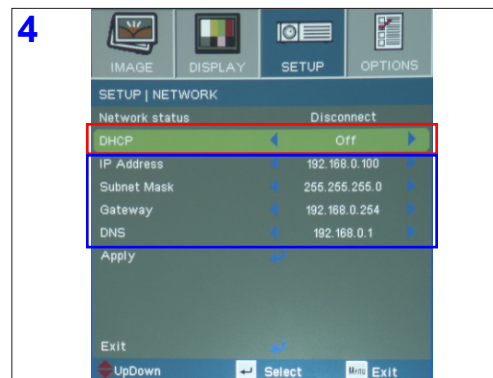 4
IMAGE DISPLAY SETUP OPTIONS
SETUP | NETWORK
Network status Disconnect
DHCP Off
IP Address 192.168.0.100
Subnet Mask 255.255.255.0
Gateway 192.168.0.254
DNS 192.168.0.1
Apply
Exit
UpDown Select Menu Exit